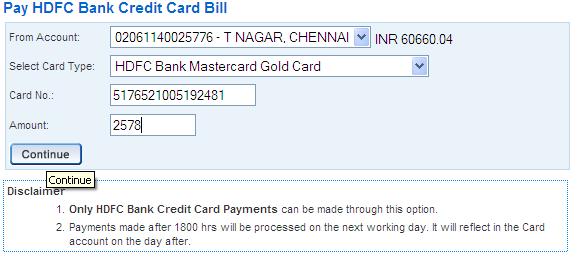 Pay HDFC Bank Credit Card Bill
From Account: 02061140025776 - T NAGAR, CHENNAI INR 60660.04
Select Card Type: HDFC Bank Mastercard Gold Card
Card No.: 5176521005192481
Amount: 2578
Continue
Continue
Disclaimer
1. Only HDFC Bank Credit Card Payments can be made through this option.
2. Payments made after 1800 hrs will be processed on the next working day. It will reflect in the Card
account on the day after.